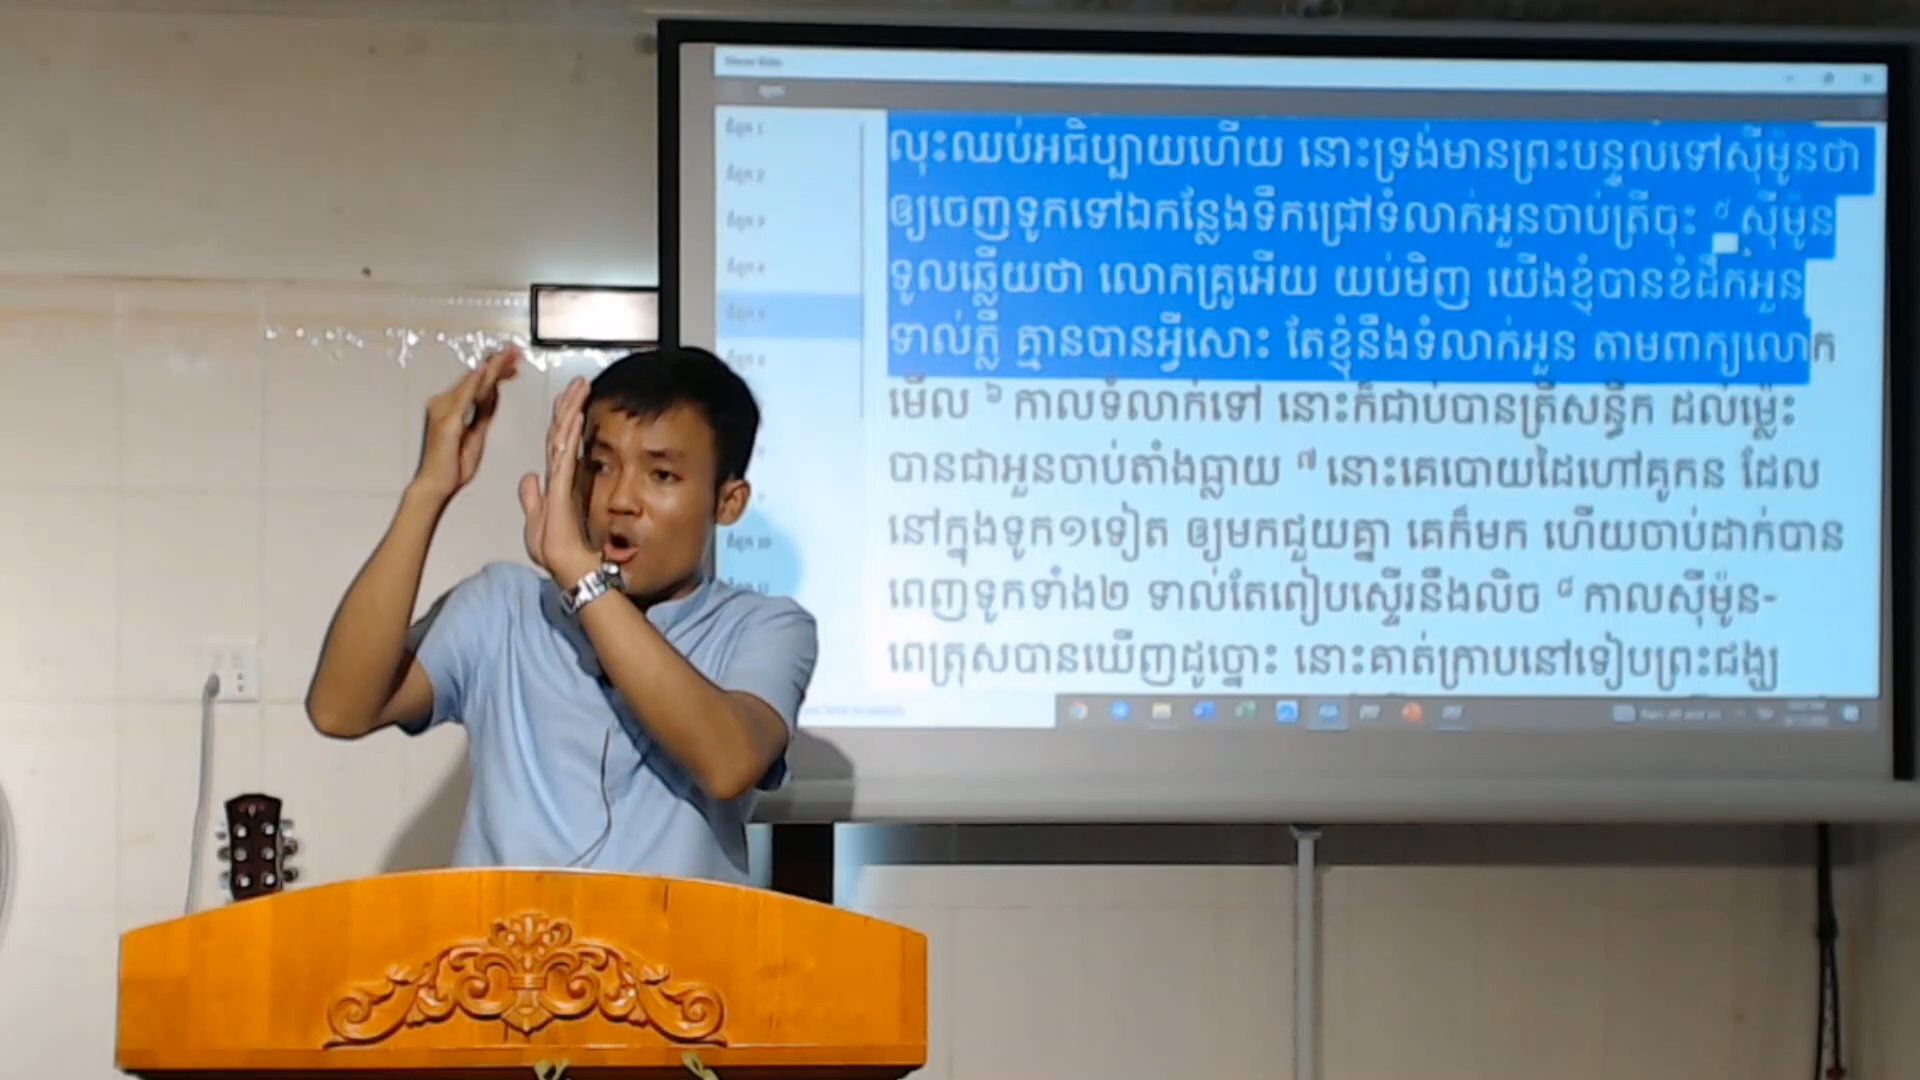 លុះឈប់អធិប្បាយហើយ នោះទ្រង់មានព្រះបន្ទូលទៅស៊ីម៉ូនថា
ឲ្យចេញទូកទៅឯកន្លែងទឹកជ្រៅទំលាក់អួនចាប់ត្រីចុះ ៥ ស៊ីម៉ូន
ទូលឆ្លើយថា លោកគ្រូអើយ យប់មិញ យើងខ្ញុំបានខំដឹកអួន
ទាល់ភ្លឺ គ្មានបានអ្វីសោះ តែខ្ញុំនឹងទំលាក់អួន តាមពាក្យលោក
មើល ៦ កាលទំលាក់ទៅ នោះក៏ជាប់បានត្រីសន្ធឹក ដល់ម៉្លេះ
បានជាអួនចាប់តាំងធ្លាយ ៧ នោះគេបោយដៃហៅគូកន ដែល
នៅក្នុងទូក១ទៀត ឲ្យមកជួយគ្នា គេក៏មក ហើយចាប់ដាក់បាន
ពេញទូកទាំង២ ទាល់តែពៀបស្ទើរនឹងលិច ៨ កាលស៊ីម៉ូន-
ពេត្រុសបានឃើញដូច្នោះ នោះគាត់ក្រាបនៅទៀបព្រះជង្ឃ